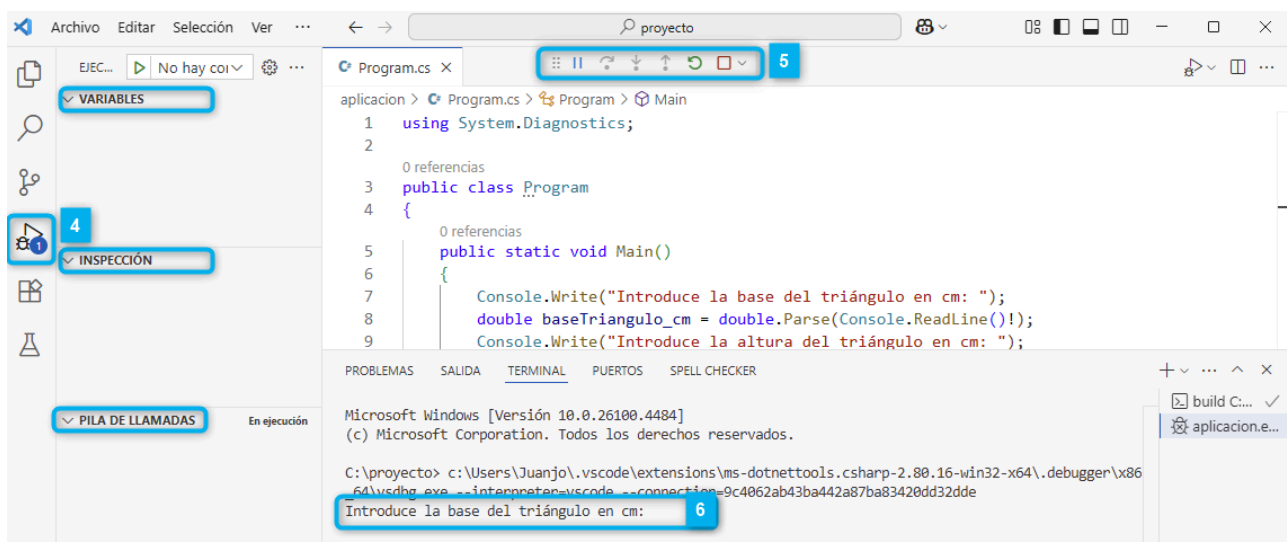 Archivo Editar Selección Ver ··· proyecto
EJEC... No hay cor ··· Program.cs 5
VARIABLES
aplicacion > Program.cs > Program > Main
1 using System.Diagnostics;
2
0 referencias
3 public class Program
4 {
4
1
0 referencias
5 public static void Main()
INSPECCIÓN
6 {
7 Console.Write("Introduce la base del triángulo en cm: ");
8 double baseTriangulo_cm = double.Parse(Console.ReadLine()!);
9 Console.Write("Introduce la altura del triángulo en cm: ");
PROBLEMAS SALIDA TERMINAL PUERTOS SPELL CHECKER
build C:...
PILA DE LLAMADAS En ejecución
Microsoft Windows [Versión 10.0.26100.4484]
aplicacion.e...
(c) Microsoft Corporation. Todos los derechos reservados.
C:\proyecto> c:\Users\Juanjo\.vscode\extensions\ms-dotnettools.csharp-2.80.16-win32-x64\.debugger\x86
_64\vsdbg.exe --interpreter=vscode --connection=9c4062ab43ba442a87ba83420dd32dde
Introduce la base del triángulo en cm: 6